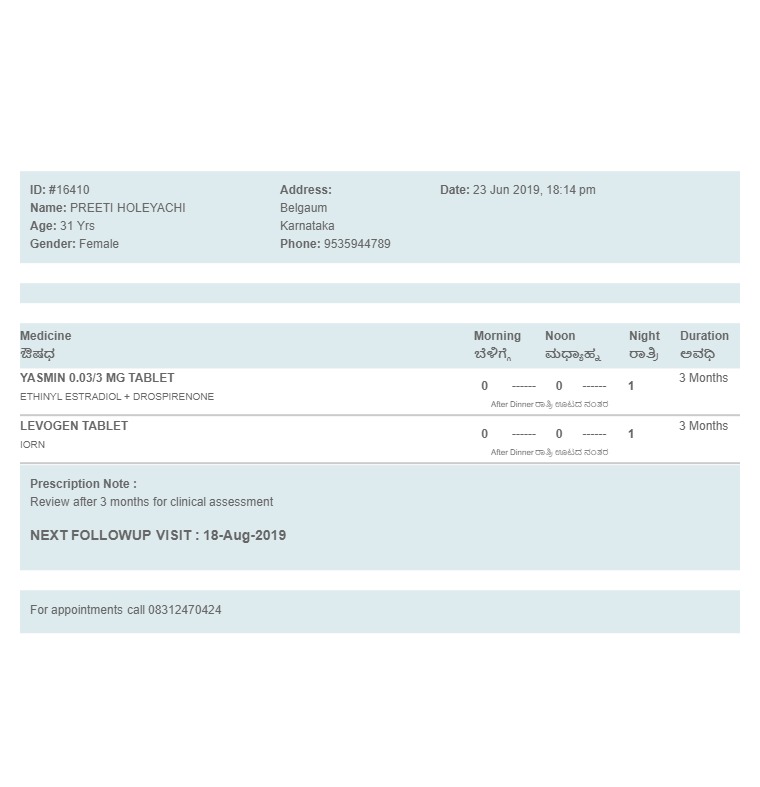 ID: #16410
Name: PREETI HOLEYACHI
Age: 31 Yrs
Gender: Female
Address:
Belgaum
Karnataka
Phone: 9535944789
Date: 23 Jun 2019, 18:14 pm
Medicine Morning Noon Night Duration
ಔಷಧ ಬೆಳಿಗ್ಗೆ ಮಧ್ಯಾಹ್ನ ರಾತ್ರಿ ಅವಧಿ
YASMIN 0.03/3 MG TABLET 0 ------ 0 ------ 1 3 Months
ETHINYL ESTRADIOL + DROSPIRENONE
After Dinner ರಾತ್ರಿ ಊಟದ ನಂತರ
LEVOGEN TABLET 0 ------ 0 ------ 1 3 Months
IORN
After Dinner ರಾತ್ರಿ ಊಟದ ನಂತರ
Prescription Note :
Review after 3 months for clinical assessment
NEXT FOLLOWUP VISIT : 18-Aug-2019
For appointments call 08312470424